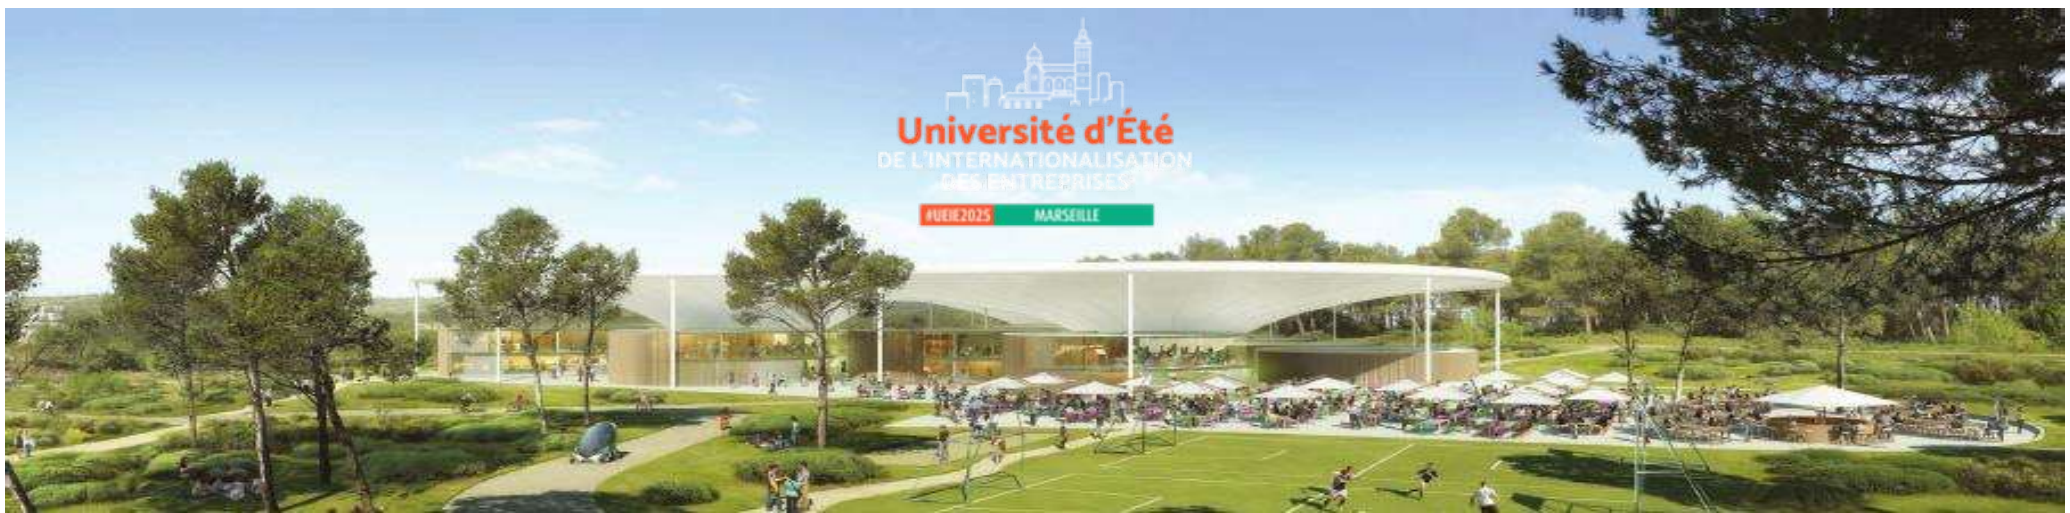 Université d'Été
DE L'INTERNATIONALISATION
DES ENTREPRISES
#UEIE2025 MARSEILLE